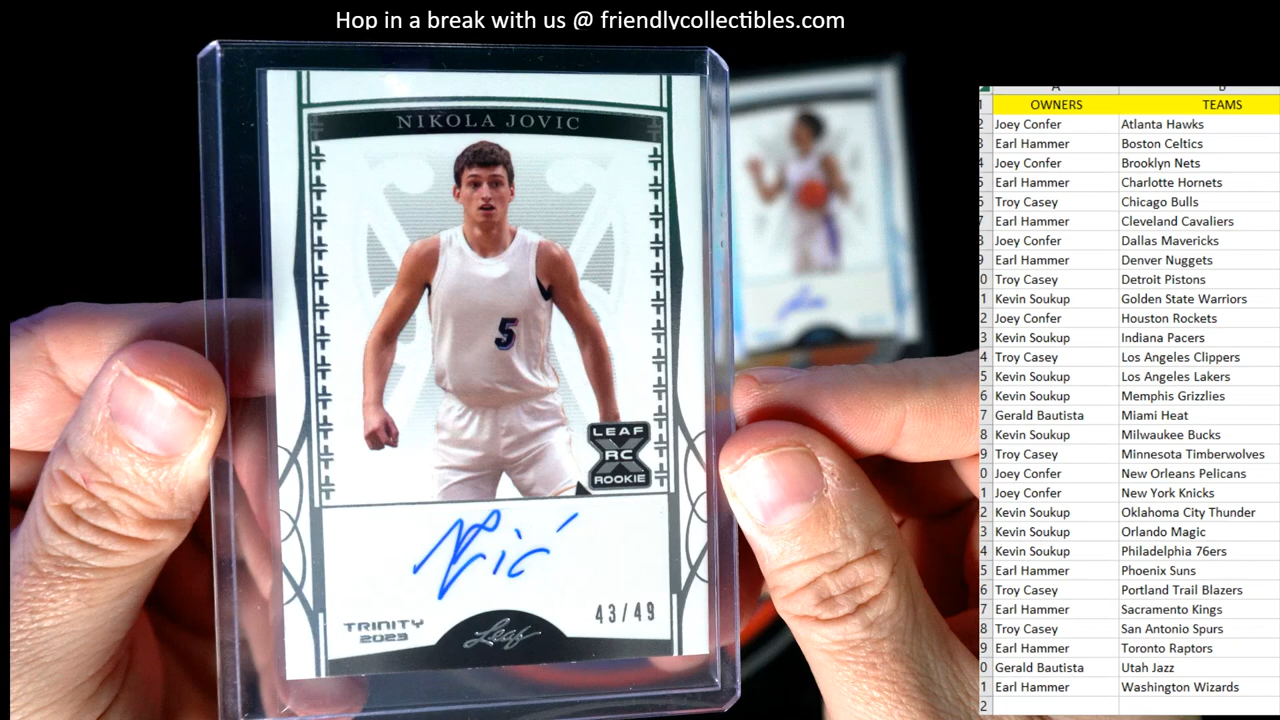 Hop in a break with us @ friendlycollectibles.com
NIKOLA JOVIC
5
LEAF
RC
ROOKIE
43/49
TRINITY
2023
Leaf
OWNERS TEAMS
Joey Confer Atlanta Hawks
Earl Hammer Boston Celtics
Joey Confer Brooklyn Nets
Earl Hammer Charlotte Hornets
Troy Casey Chicago Bulls
Earl Hammer Cleveland Cavaliers
Joey Confer Dallas Mavericks
Earl Hammer Denver Nuggets
Troy Casey Detroit Pistons
Kevin Soukup Golden State Warriors
Joey Confer Houston Rockets
Kevin Soukup Indiana Pacers
Troy Casey Los Angeles Clippers
Kevin Soukup Los Angeles Lakers
Kevin Soukup Memphis Grizzlies
Gerald Bautista Miami Heat
Kevin Soukup Milwaukee Bucks
Troy Casey Minnesota Timberwolves
Joey Confer New Orleans Pelicans
Joey Confer New York Knicks
Kevin Soukup Oklahoma City Thunder
Kevin Soukup Orlando Magic
Kevin Soukup Philadelphia 76ers
Earl Hammer Phoenix Suns
Troy Casey Portland Trail Blazers
Earl Hammer Sacramento Kings
Troy Casey San Antonio Spurs
Earl Hammer Toronto Raptors
Gerald Bautista Utah Jazz
Earl Hammer Washington Wizards